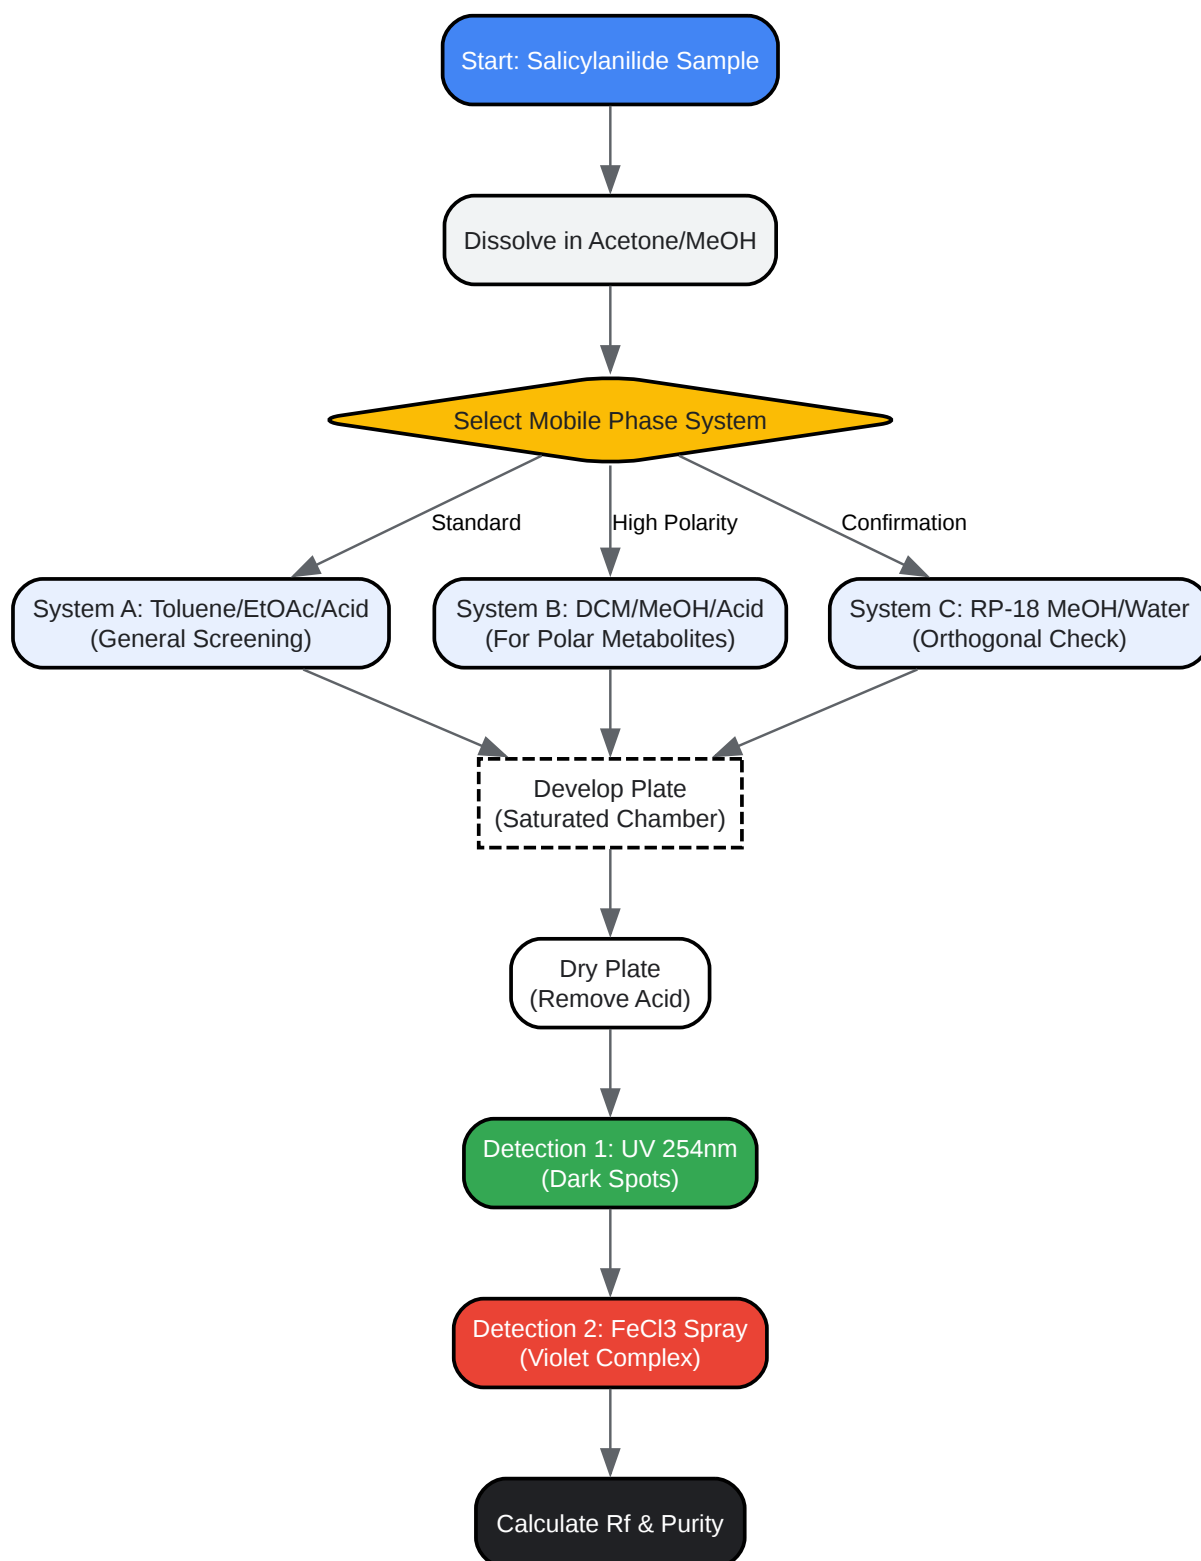 Start: Salicylanilide Sample
Dissolve in Acetone/MeOH
Select Mobile Phase System
Standard
High Polarity
Confirmation
System A: Toluene/EtOAc/Acid
(General Screening)
System B: DCM/MeOH/Acid
(For Polar Metabolites)
System C: RP-18 MeOH/Water
(Orthogonal Check)
Develop Plate
(Saturated Chamber)
Dry Plate
(Remove Acid)
Detection 1: UV 254nm
(Dark Spots)
Detection 2: FeCl3 Spray
(Violet Complex)
Calculate Rf & Purity